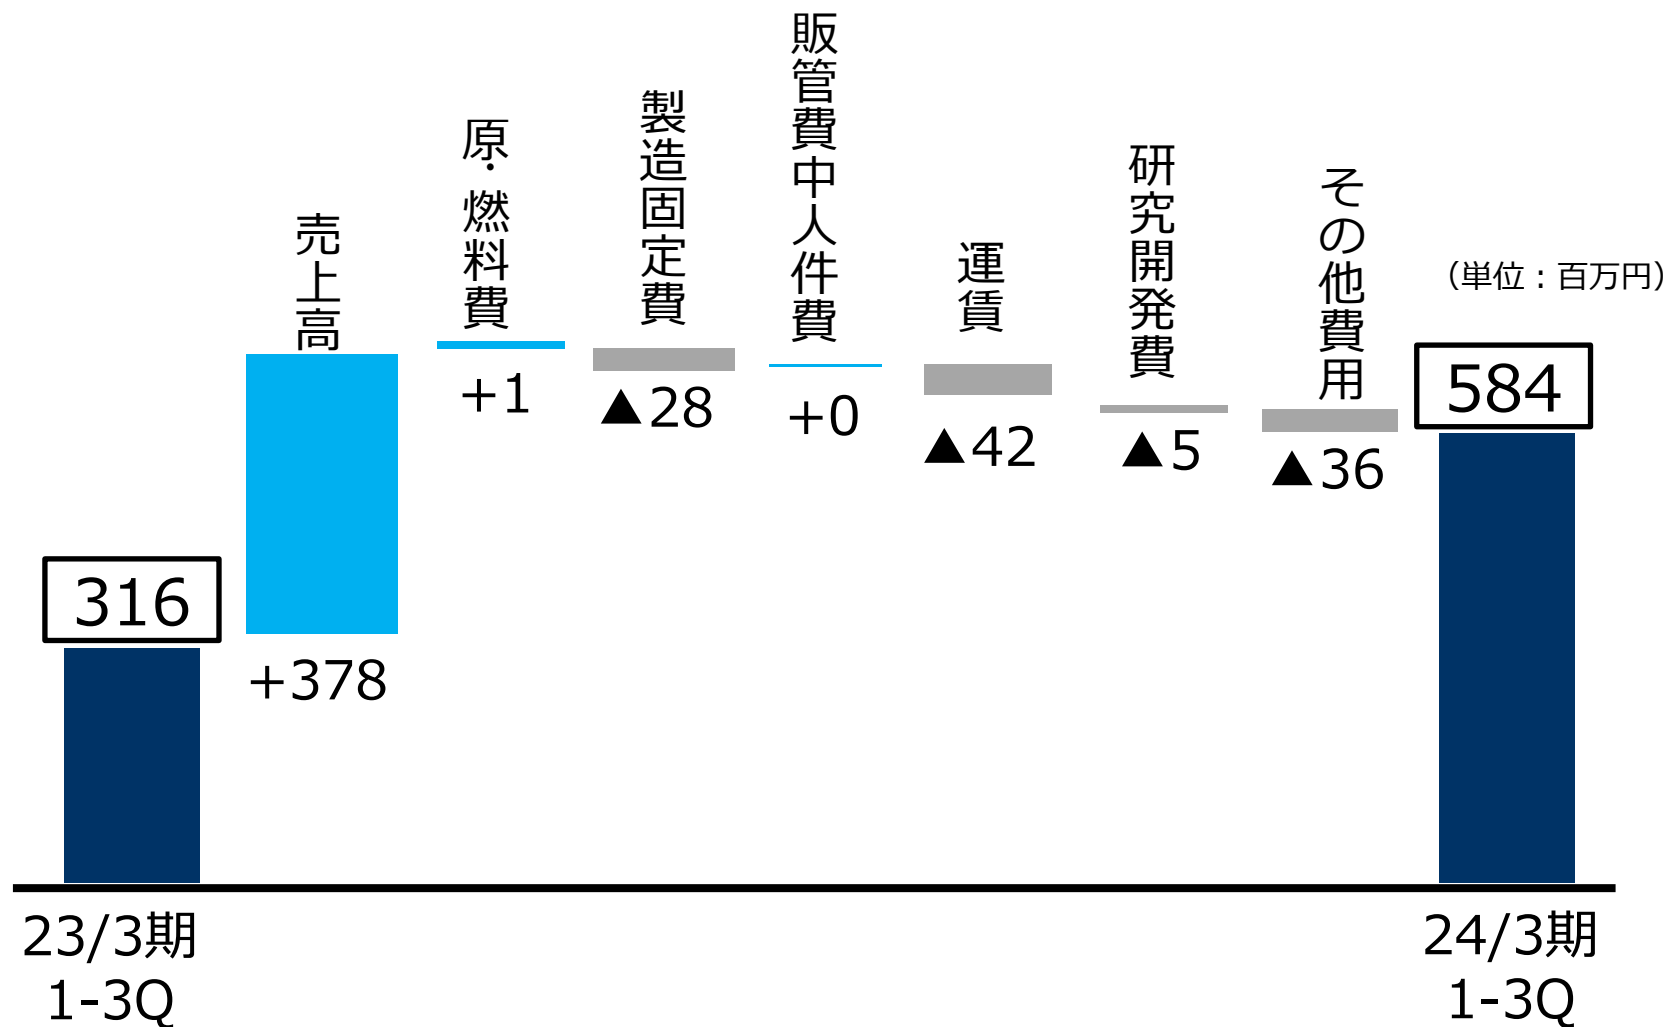 （単位：百万円）
316
売上高
+378
原・燃料費
+1
製造固定費
▲28
販管費中人件費
+0
運賃
▲42
研究開発費
▲5
その他費用
▲36
584
23/3期
1-3Q
24/3期
1-3Q